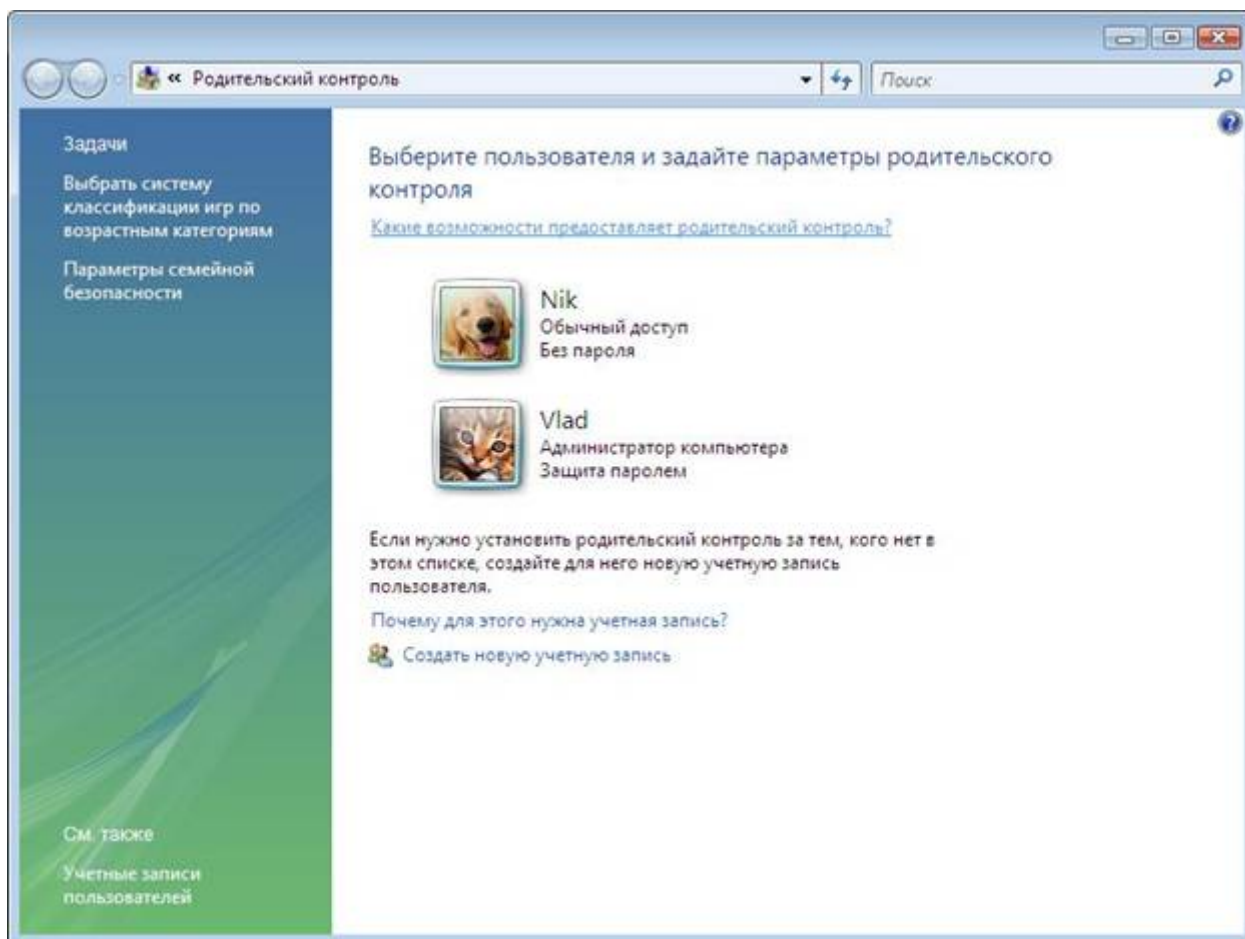 « Родительский контроль
Поиск
Задачи
Выбрать систему
классификации игр по
возрастным категориям
Параметры семейной
безопасности
Выберите пользователя и задайте параметры родительского
контроля
Какие возможности предоставляет родительский контроль?
Nik
Обычный доступ
Без пароля
Vlad
Администратор компьютера
Защита паролем
Если нужно установить родительский контроль за тем, кого нет в
этом списке, создайте для него новую учетную запись
пользователя.
Почему для этого нужна учетная запись?
Создать новую учетную запись
См. также
Учетные записи
пользователей